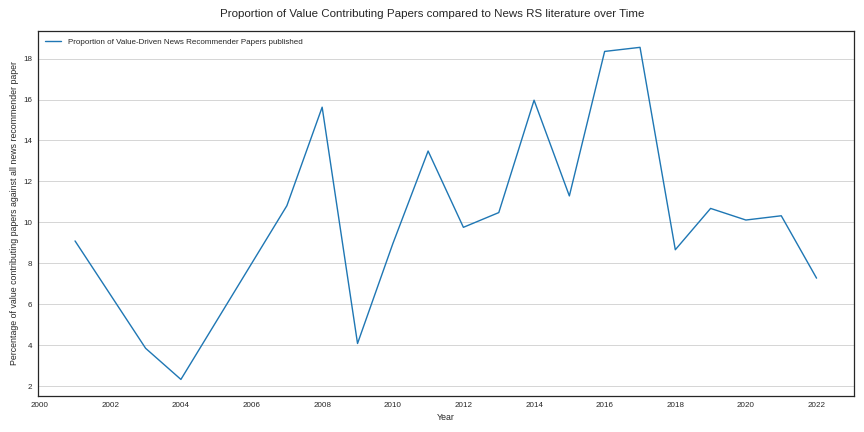 Proportion of Value Contributing Papers compared to News RS literature over Time
Proportion of Value-Driven News Recommender Papers published
Percentage of value contributing papers against all news recommender paper
18
16
14
12
10
8
6
4
2
2000 2002 2004 2006 2008 2010 2012 2014 2016 2018 2020 2022
Year